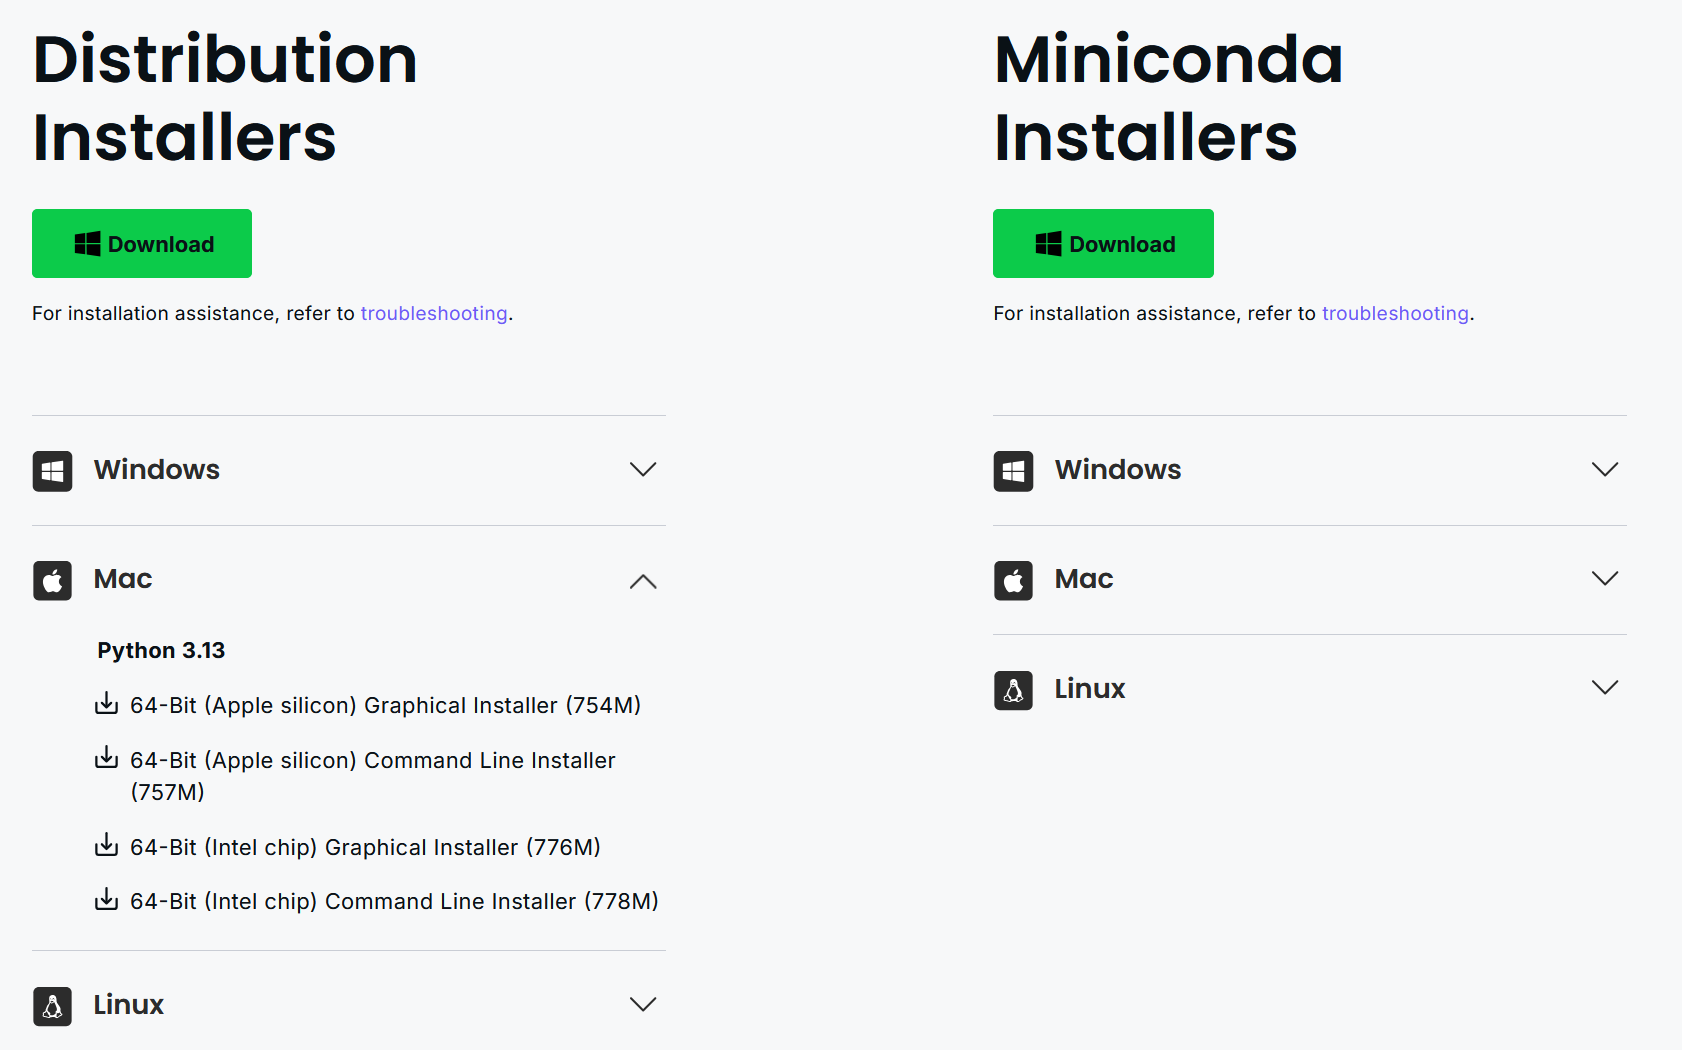 Distribution
Installers
Download
For installation assistance, refer to troubleshooting.
Windows
Mac
Python 3.13
64-Bit (Apple silicon) Graphical Installer (754M)
64-Bit (Apple silicon) Command Line Installer
(757M)
64-Bit (Intel chip) Graphical Installer (776M)
64-Bit (Intel chip) Command Line Installer (778M)
Linux
Miniconda
Installers
Download
For installation assistance, refer to troubleshooting.
Windows
Mac
Linux